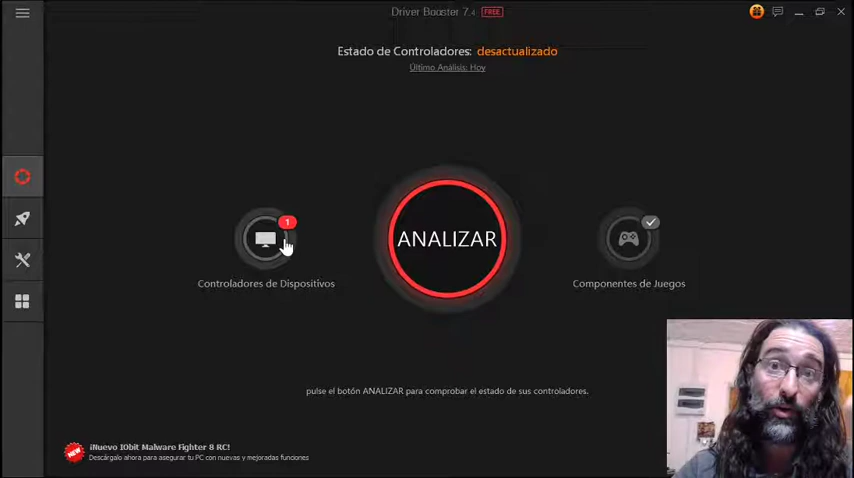 Driver Booster 7.4 FREE
Estado de Controladores: desactualizado
Último Análisis: Hoy
1
ANALIZAR
Controladores de Dispositivos
Componentes de Juegos
pulse el botón ANALIZAR para comprobar el estado de sus controladores.
NEW
¡Nuevo IObit Malware Fighter 8 RC!
Descárgalo ahora para asegurar tu PC con nuevas y mejoradas funciones